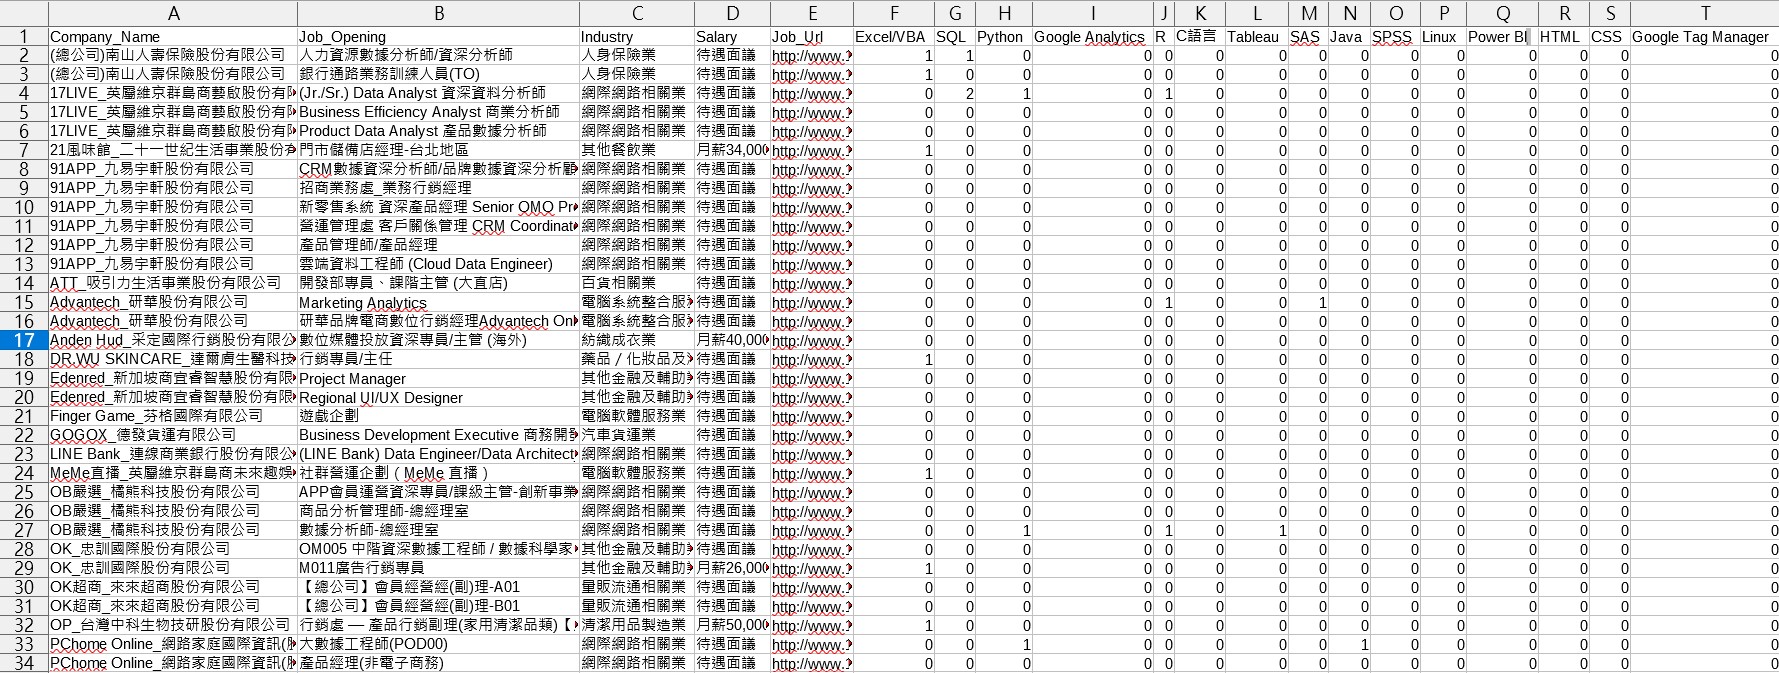 A B C D E F G H I J K L M N O P Q R S T
1 Company_Name Job_Opening Industry Salary Job_Url Excel/VBA SQL Python Google Analytics R C語言 Tableau SAS Java SPSS Linux Power BI HTML CSS Google Tag Manager
2 (總公司)南山人壽保險股份有限公司 人力資源數據分析師/資深分析師 人身保險業 待遇面議 http://www. 1 1 0 0 0 0 0 0 0 0 0 0 0 0 0
3 (總公司)南山人壽保險股份有限公司 銀行通路業務訓練人員(TO) 人身保險業 待遇面議 http://www. 1 0 0 0 0 0 0 0 0 0 0 0 0 0 0
4 17LIVE_英屬維京群島商藝啟股份有 (Jr./Sr.) Data Analyst 資深資料分析師 網際網路相關業 待遇面議 http://www. 0 2 1 0 1 0 0 0 0 0 0 0 0 0 0
5 17LIVE_英屬維京群島商藝啟股份有 Business Efficiency Analyst 商業分析師 網際網路相關業 待遇面議 http://www. 0 0 0 0 0 0 0 0 0 0 0 0 0 0 0
6 17LIVE_英屬維京群島商藝啟股份有 Product Data Analyst 產品數據分析師 網際網路相關業 待遇面議 http://www. 0 0 0 0 0 0 0 0 0 0 0 0 0 0 0
7 21風味館_二十一世紀生活事業股份 門市儲備店經理-台北地區 其他餐飲業 月薪34,000 http://www. 1 0 0 0 0 0 0 0 0 0 0 0 0 0 0
8 91APP_九易宇軒股份有限公司 CRM數據資深分析師/品牌數據資深分析顧 網際網路相關業 待遇面議 http://www. 0 0 0 0 0 0 0 0 0 0 0 0 0 0 0
9 91APP_九易宇軒股份有限公司 招商業務處_業務行銷經理 網際網路相關業 待遇面議 http://www. 0 0 0 0 0 0 0 0 0 0 0 0 0 0 0
10 91APP_九易宇軒股份有限公司 新零售系統 資深產品經理 Senior OMO Pr 網際網路相關業 待遇面議 http://www. 0 0 0 0 0 0 0 0 0 0 0 0 0 0 0
11 91APP_九易宇軒股份有限公司 營運管理處 客戶關係管理 CRM Coordinat 網際網路相關業 待遇面議 http://www. 0 0 0 0 0 0 0 0 0 0 0 0 0 0 0
12 91APP_九易宇軒股份有限公司 產品管理師/產品經理 網際網路相關業 待遇面議 http://www. 0 0 0 0 0 0 0 0 0 0 0 0 0 0 0
13 91APP_九易宇軒股份有限公司 雲端資料工程師 (Cloud Data Engineer) 網際網路相關業 待遇面議 http://www. 0 0 0 0 0 0 0 0 0 0 0 0 0 0 0
14 ATT_吸引力生活事業股份有限公司 開發部專員、課階主管 (大直店) 百貨相關業 待遇面議 http://www. 0 0 0 0 0 0 0 0 0 0 0 0 0 0 0
15 Advantech_研華股份有限公司 Marketing Analytics 電腦系統整合服 待遇面議 http://www. 0 0 0 0 1 0 0 1 0 0 0 0 0 0 0
16 Advantech_研華股份有限公司 研華品牌電商數位行銷經理Advantech Onl 電腦系統整合服 待遇面議 http://www. 0 0 0 0 0 0 0 0 0 0 0 0 0 0 0
17 Anden Hud_采定國際行銷股份有限公 數位媒體投放資深專員/主管 (海外) 紡織成衣業 月薪40,000 http://www. 0 0 0 0 0 0 0 0 0 0 0 0 0 0 0
18 DR.WU SKINCARE_達爾膚生醫科技 行銷專員/主任 藥品／化妝品及 待遇面議 http://www. 1 0 0 0 0 0 0 0 0 0 0 0 0 0 0
19 Edenred_新加坡商宜睿智慧股份有限 Project Manager 其他金融及輔助 待遇面議 http://www. 0 0 0 0 0 0 0 0 0 0 0 0 0 0 0
20 Edenred_新加坡商宜睿智慧股份有限 Regional UI/UX Designer 其他金融及輔助 待遇面議 http://www. 0 0 0 0 0 0 0 0 0 0 0 0 0 0 0
21 Finger Game_芬格國際有限公司 遊戲企劃 電腦軟體服務業 待遇面議 http://www. 0 0 0 0 0 0 0 0 0 0 0 0 0 0 0
22 GOGOX_德發貨運有限公司 Business Development Executive 商務開發 汽車貨運業 待遇面議 http://www. 0 0 0 0 0 0 0 0 0 0 0 0 0 0 0
23 LINE Bank_連線商業銀行股份有限公 (LINE Bank) Data Engineer/Data Architect 網際網路相關業 待遇面議 http://www. 0 0 0 0 0 0 0 0 0 0 0 0 0 0 0
24 MeMe直播_英屬維京群島商未來趣娛 社群營運企劃 ( MeMe 直播 ) 電腦軟體服務業 待遇面議 http://www. 1 0 0 0 0 0 0 0 0 0 0 0 0 0 0
25 OB嚴選_橘熊科技股份有限公司 APP會員運營資深專員/課級主管-創新事業 網際網路相關業 待遇面議 http://www. 0 0 0 0 0 0 0 0 0 0 0 0 0 0 0
26 OB嚴選_橘熊科技股份有限公司 商品分析管理師-總經理室 網際網路相關業 待遇面議 http://www. 0 0 0 0 0 0 0 0 0 0 0 0 0 0 0
27 OB嚴選_橘熊科技股份有限公司 數據分析師-總經理室 網際網路相關業 待遇面議 http://www. 0 0 1 0 1 0 1 0 0 0 0 0 0 0 0
28 OK_忠訓國際股份有限公司 OM005 中階資深數據工程師 / 數據科學家 其他金融及輔助 待遇面議 http://www. 0 0 0 0 0 0 0 0 0 0 0 0 0 0 0
29 OK_忠訓國際股份有限公司 M011廣告行銷專員 其他金融及輔助 月薪26,000 http://www. 1 0 0 0 0 0 0 0 0 0 0 0 0 0 0
30 OK超商_來來超商股份有限公司 【總公司】會員經營經(副)理-A01 量販流通相關業 待遇面議 http://www. 0 0 0 0 0 0 0 0 0 0 0 0 0 0 0
31 OK超商_來來超商股份有限公司 【總公司】會員經營經(副)理-B01 量販流通相關業 待遇面議 http://www. 0 0 0 0 0 0 0 0 0 0 0 0 0 0 0
32 OP_台灣中科生物技研股份有限公司 行銷處 — 產品行銷副理(家用清潔品類)【 清潔用品製造業 月薪50,000 http://www. 1 0 0 0 0 0 0 0 0 0 0 0 0 0 0
33 PChome Online_網路家庭國際資訊( 大數據工程師(POD00) 網際網路相關業 待遇面議 http://www. 0 0 1 0 0 0 0 0 1 0 0 0 0 0 0
34 PChome Online_網路家庭國際資訊( 產品經理(非電子商務) 網際網路相關業 待遇面議 http://www. 0 0 0 0 0 0 0 0 0 0 0 0 0 0 0